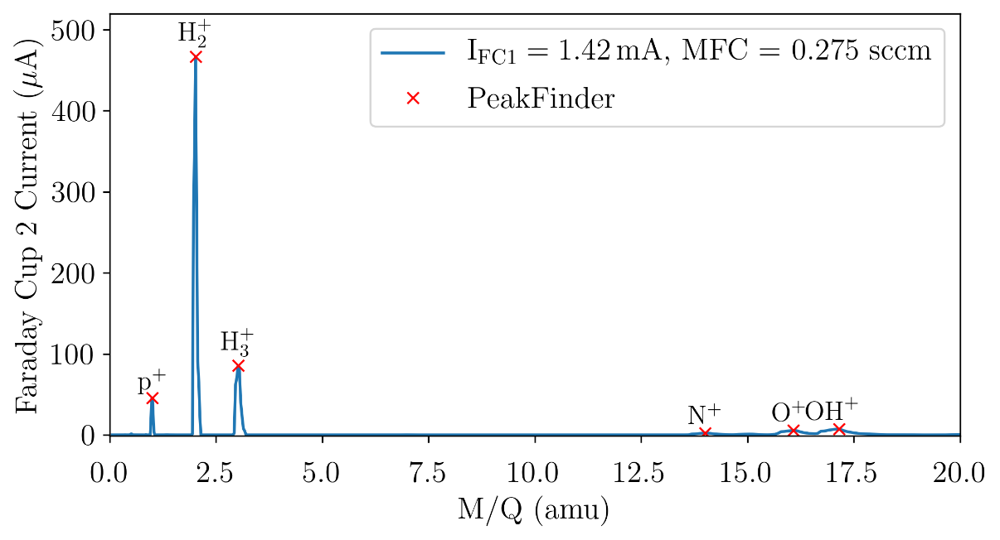 H₂⁺
I_FC1 = 1.42 mA, MFC = 0.275 sccm
PeakFinder
H₃⁺
p⁺
N⁺
O⁺
OH⁺
Faraday Cup 2 Current (μA)
500
400
300
200
100
0
0.0 2.5 5.0 7.5 10.0 12.5 15.0 17.5 20.0
M/Q (amu)